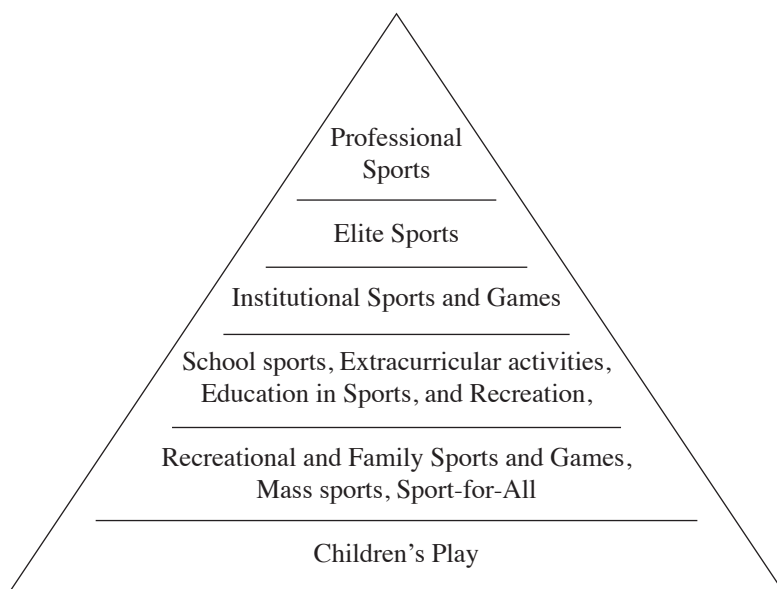 Professional
Sports
Elite Sports
Institutional Sports and Games
School sports, Extracurricular activities,
Education in Sports, and Recreation,
Recreational and Family Sports and Games,
Mass sports, Sport-for-All
Children’s Play